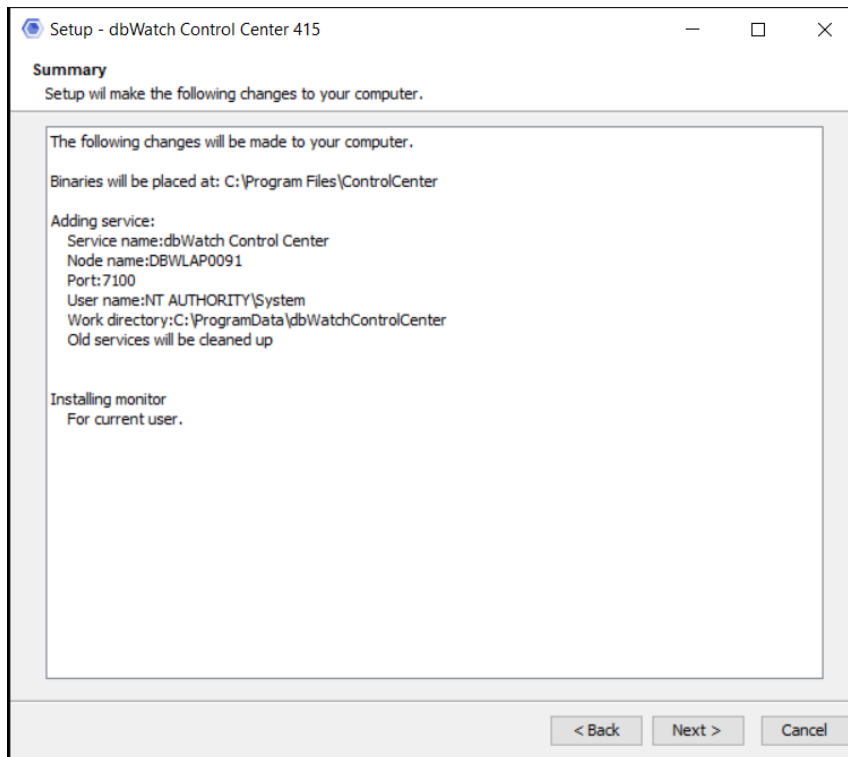 Setup - dbWatch Control Center 415
Summary
Setup wil make the following changes to your computer.
The following changes will be made to your computer.
Binaries will be placed at: C:\Program Files\ControlCenter
Adding service:
Service name:dbWatch Control Center
Node name:DBWLAP0091
Port:7100
User name:NT AUTHORITY\System
Work directory:C:\ProgramData\dbWatchControlCenter
Old services will be cleaned up
Installing monitor
For current user.
< Back Next > Cancel